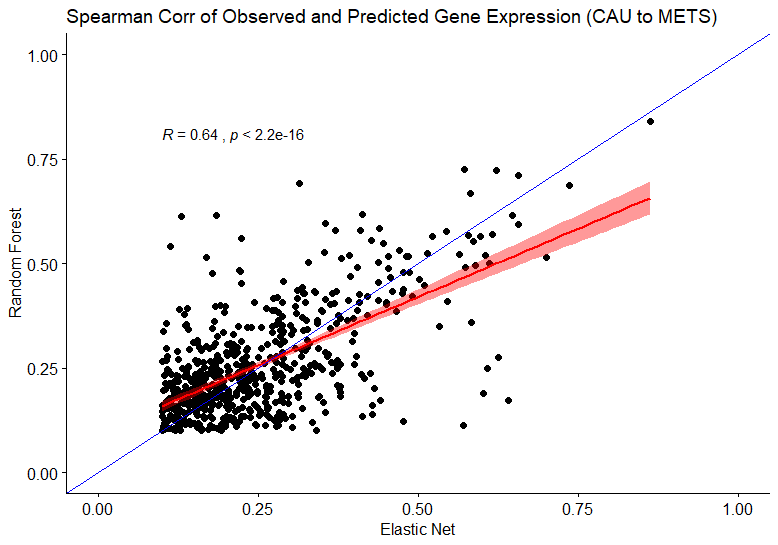 Spearman Corr of Observed and Predicted Gene Expression (CAU to METS)
1.00
R = 0.64 , p < 2.2e-16
0.75
Random Forest
0.50
0.25
0.00
0.00 0.25 0.50 0.75 1.00
Elastic Net